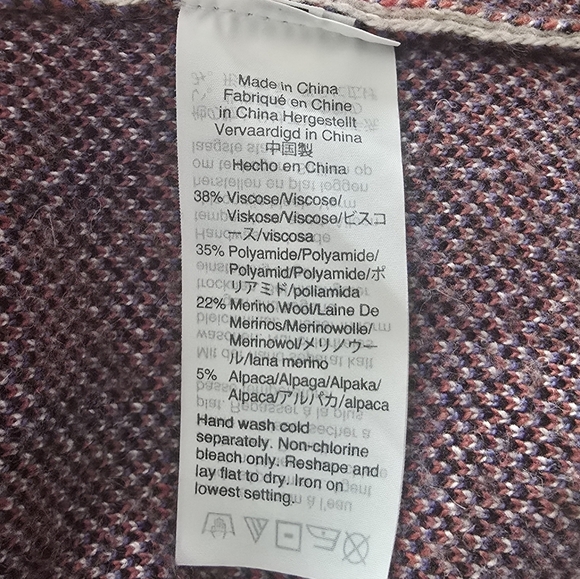 Made in China
Fabriqué en Chine
in China Hergestellt
Vervaardigd in China
中国製
Hecho en China
38% Viscose/Viscose/
Viskose/Viscose/ビスコ
ース/viscosa
35% Polyamide/Polyamide/
Polyamid/Polyamide/ポ
リアミド/poliamida
22% Merino Wool/Laine De
Merinos/Merinowolle/
Merinowol/メリノウー
ル/lana merino
5% Alpaca/Alpaga/Alpaka/
Alpaca/アルパカ/alpaca
Hand wash cold
separately. Non-chlorine
bleach only. Reshape and
lay flat to dry. Iron on
lowest setting.